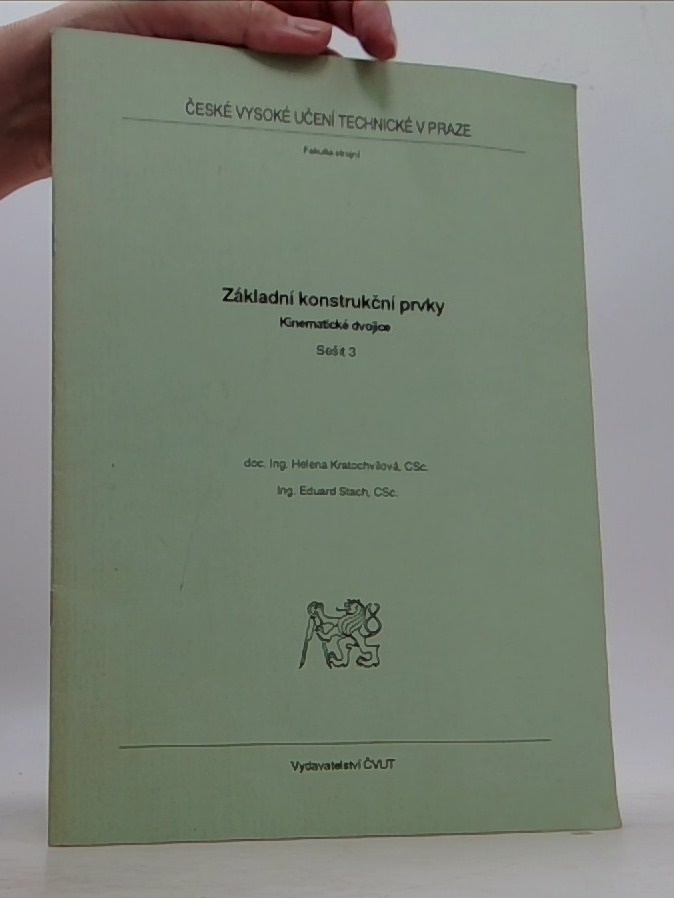 ČESKÉ VYSOKÉ UČENÍ TECHNICKÉ V PRAZE
Fakulta strojní
Základní konstrukční prvky
Kinematické dvojice
Sešit 3
doc. Ing. Helena Kratochvílová, CSc.
Ing. Eduard Stach, CSc.
Vydavatelství ČVUT